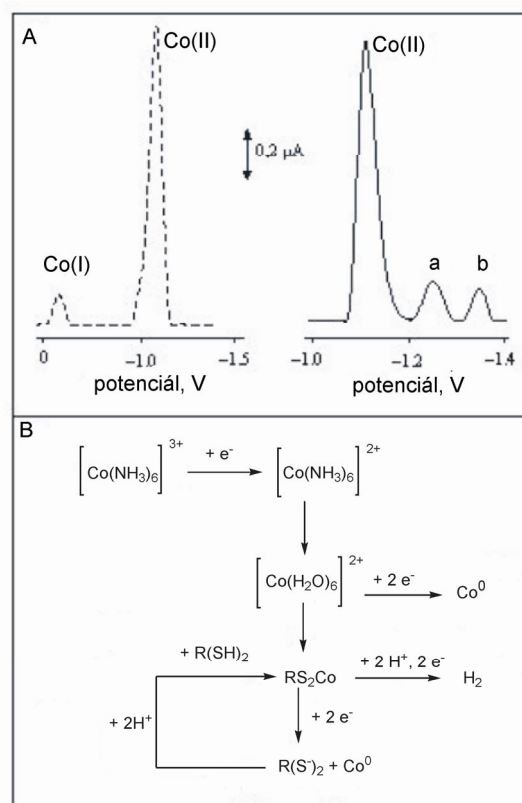 A
Co(II)
Co(II)
0,2 µA
Co(I)
a
b
0
−1.0
−1.5
−1.0
−1.2
−1.4
potenciál, V
potenciál, V
B
[Co(NH3)6]3+
+ e-
[Co(NH3)6]2+
[Co(H2O)6]2+
+ 2 e-
Co0
+ R(SH)2
+ 2H+
RS2Co
+ 2 H+, 2 e-
H2
+ 2 e-
R(S-)2 + Co0